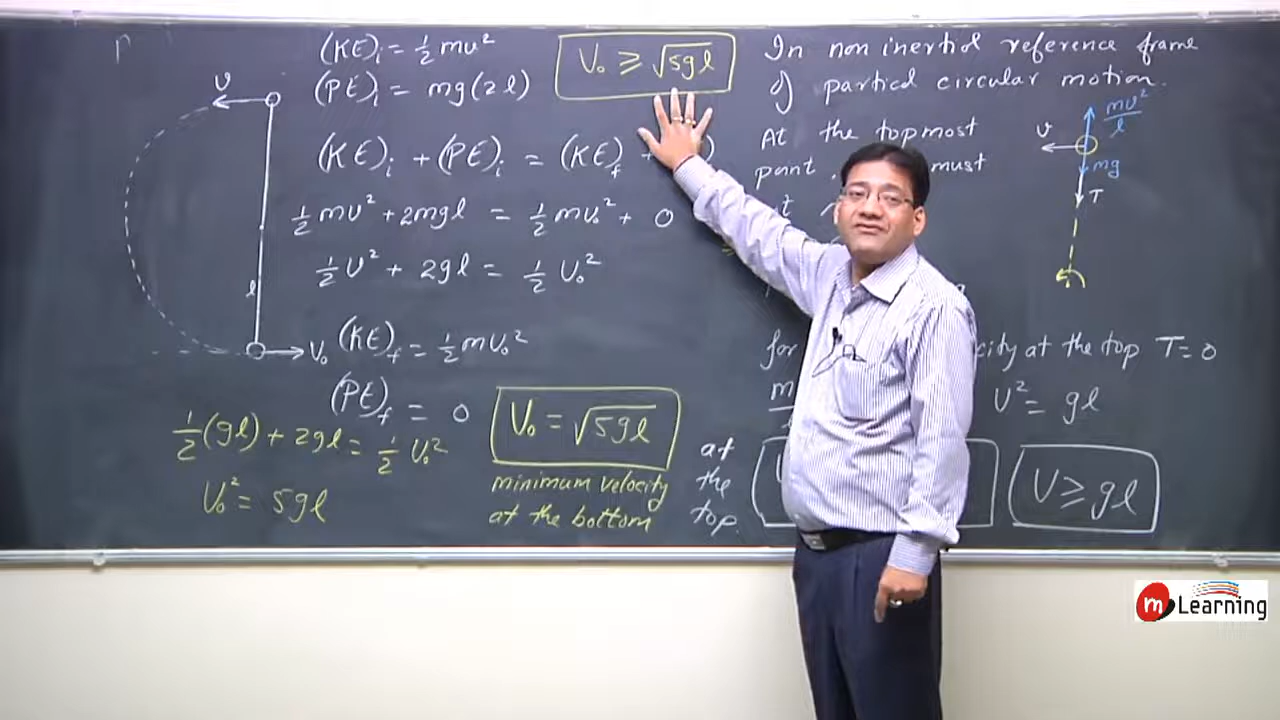 (KE)i = 1/2 mv²
(PE)i = mg(2l)
V₀ ≥ √5gl
(KE)i + (PE)i = (KE)f +
1/2 mv² + 2mgl = 1/2 mv₀² + 0
1/2 v² + 2gl = 1/2 v₀²
v
l
V₀
(KE)f = 1/2 mv₀²
(PE)f = 0
1/2 (gl) + 2gl = 1/2 v₀²
V₀² = 5gl
V₀ = √5gl
minimum velocity
at the bottom
In non inertial reference frame
of particd circular motion.
At the topmost
point, must
for city at the top T = 0
m
v² = gl
at
the
top.
V ≥ gl
mv²/l
v
mg
T
m Learning